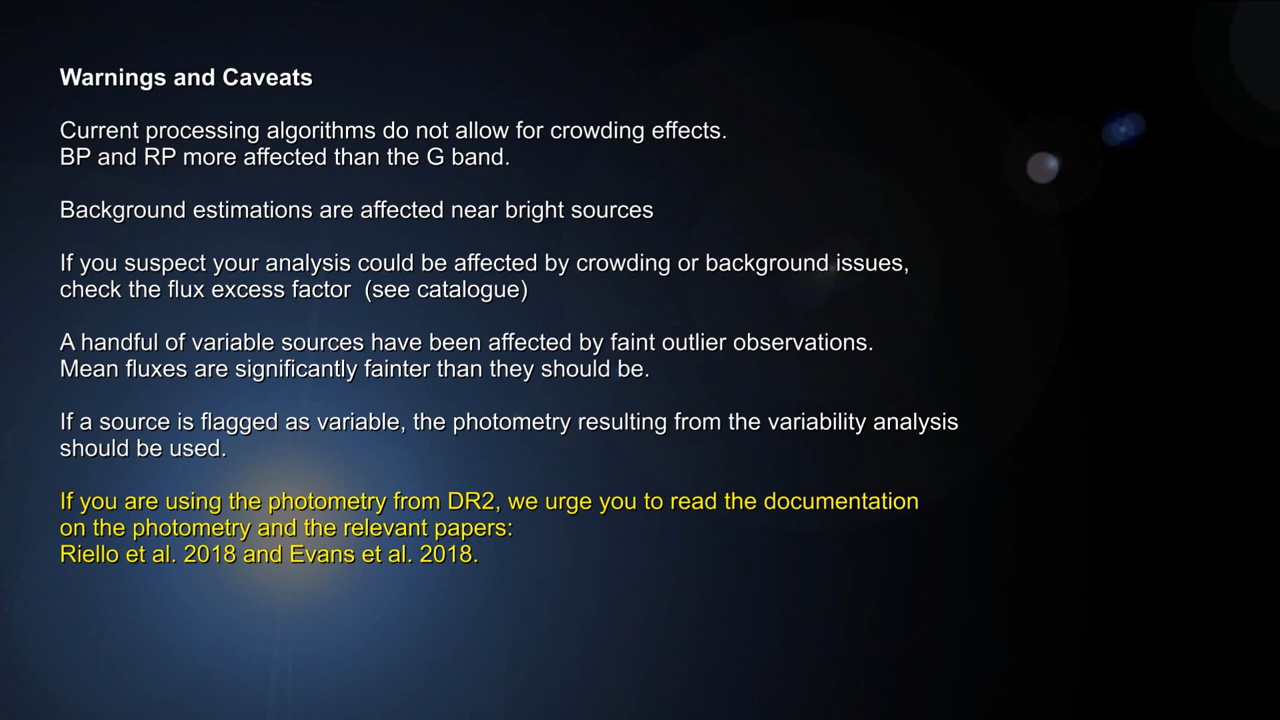 Warnings and Caveats
Current processing algorithms do not allow for crowding effects.
BP and RP more affected than the G band.
Background estimations are affected near bright sources
If you suspect your analysis could be affected by crowding or background issues,
check the flux excess factor  (see catalogue)
A handful of variable sources have been affected by faint outlier observations.
Mean fluxes are significantly fainter than they should be.
If a source is flagged as variable, the photometry resulting from the variability analysis
should be used.
If you are using the photometry from DR2, we urge you to read the documentation
on the photometry and the relevant papers:
Riello et al. 2018 and Evans et al. 2018.